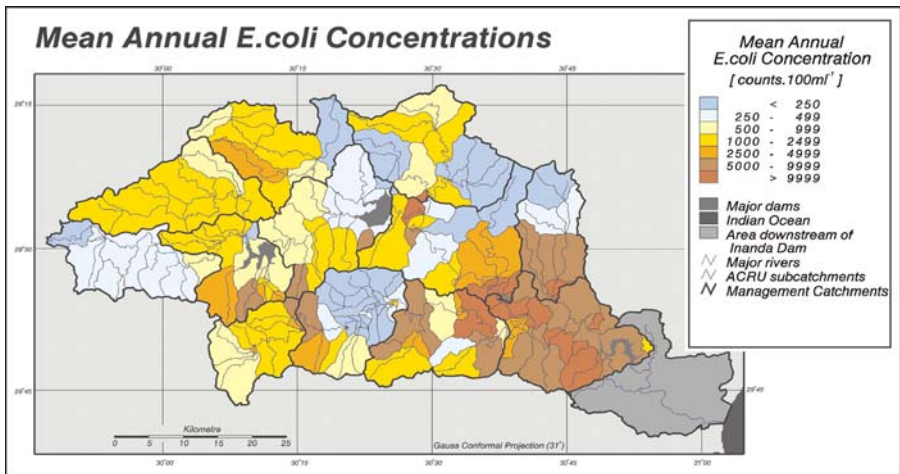 Mean Annual E.coli Concentrations
30°00 30°15 30°30 30°45
29°15
29°30
29°45 29°45
Kilometre
0 5 10 15 20 25
Gauss Conformal Projection (31°)
30°00 30°15 30°30 30°45 31°00
Mean Annual
E.coli Concentration
[ counts.100ml⁻¹ ]
< 250
250 - 499
500 - 999
1000 - 2499
2500 - 4999
5000 - 9999
> 9999
Major dams
Indian Ocean
Area downstream of
Inanda Dam
Major rivers
ACRU subcatchments
Management Catchments